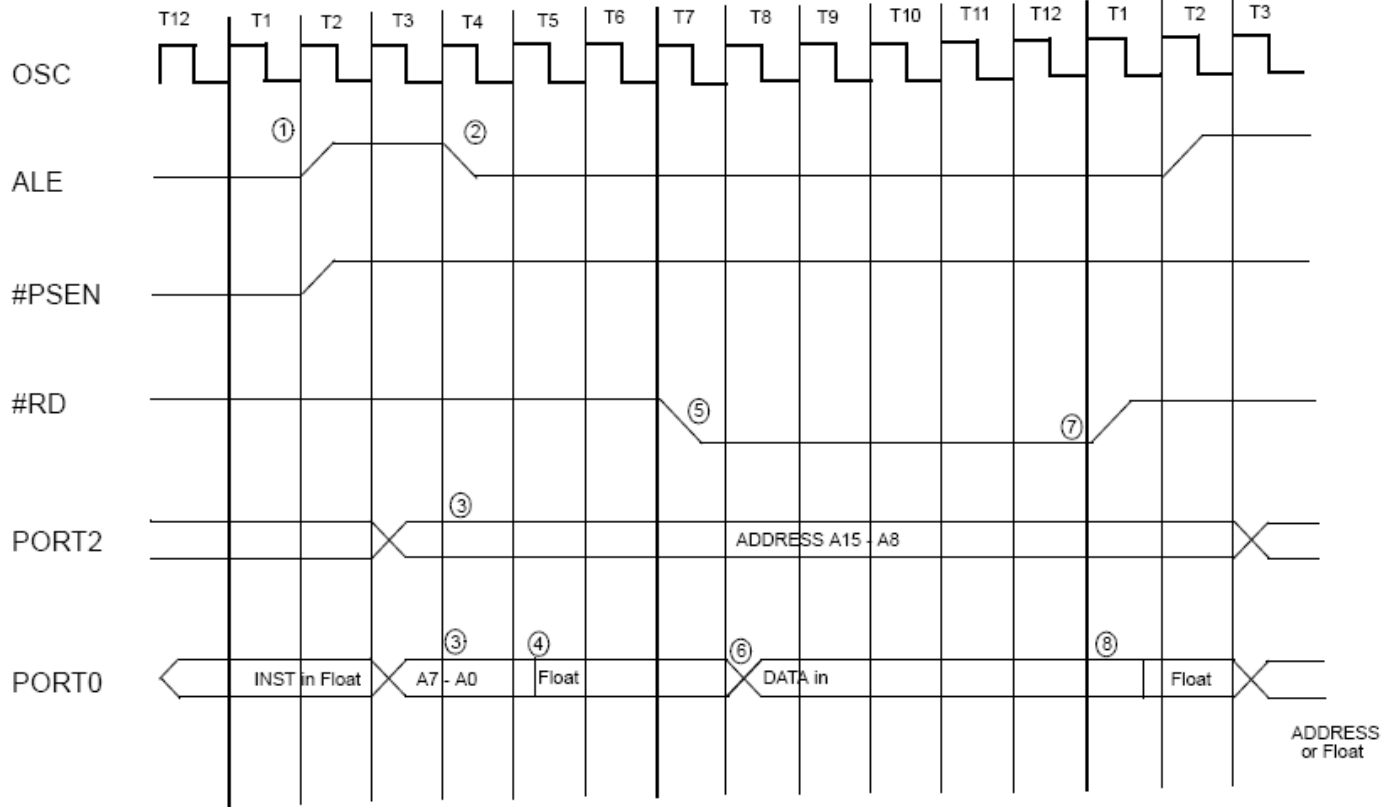 T12 T1 T2 T3 T4 T5 T6 T7 T8 T9 T10 T11 T12 T1 T2 T3
OSC
① ②
ALE
#PSEN
#RD
⑤ ⑦
③
PORT2 ADDRESS A15 - A8
③ ④ ⑥ ⑧
PORT0 INST in Float A7 - A0 Float DATA in Float
ADDRESS
or Float